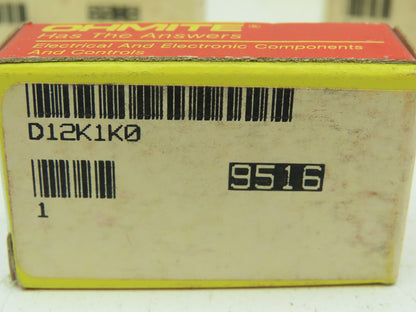 OHMITE®
Has The Answers
Electrical And Electronic Components
And Controls
D12K1K0
9516
1